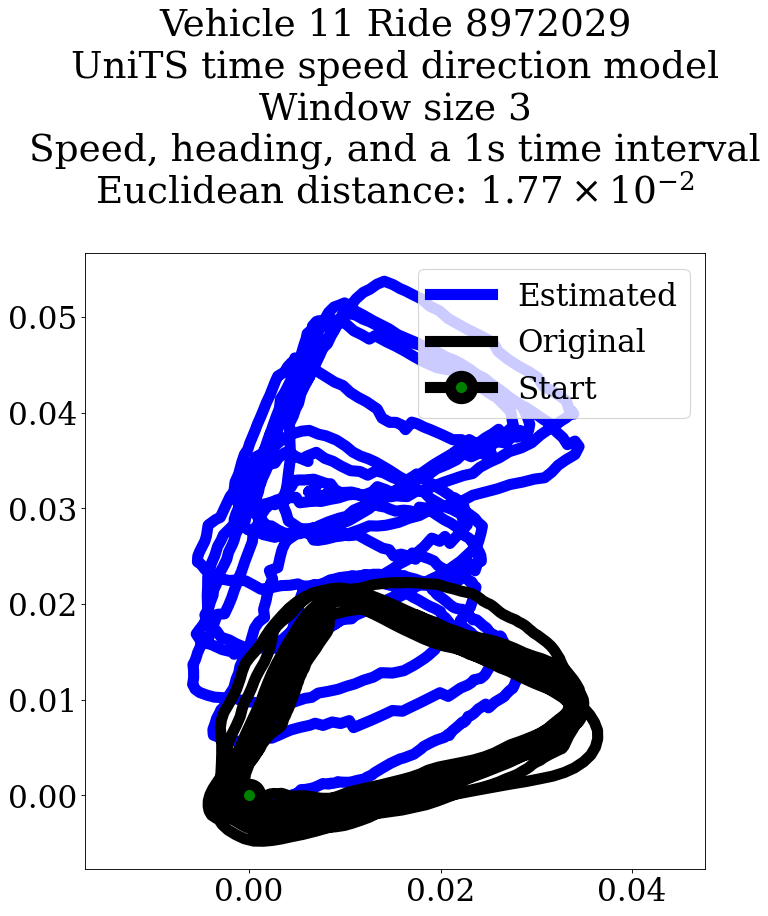 Vehicle 11 Ride 8972029
UniTS time speed direction model
Window size 3
Speed, heading, and a 1s time interval
Euclidean distance: 1.77 × 10⁻²
Estimated
Original
Start
0.05
0.04
0.03
0.02
0.01
0.00
0.00 0.02 0.04